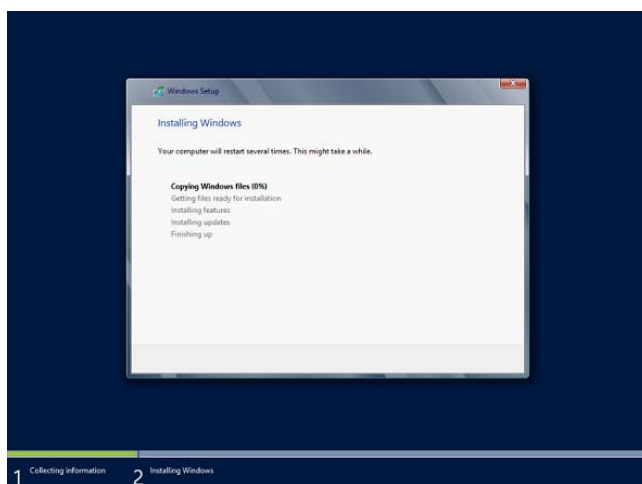 Windows Setup
Installing Windows
Your computer will restart several times. This might take a while.
Copying Windows files (0%)
Getting files ready for installation
Installing features
Installing updates
Finishing up
1 Collecting information
2 Installing Windows